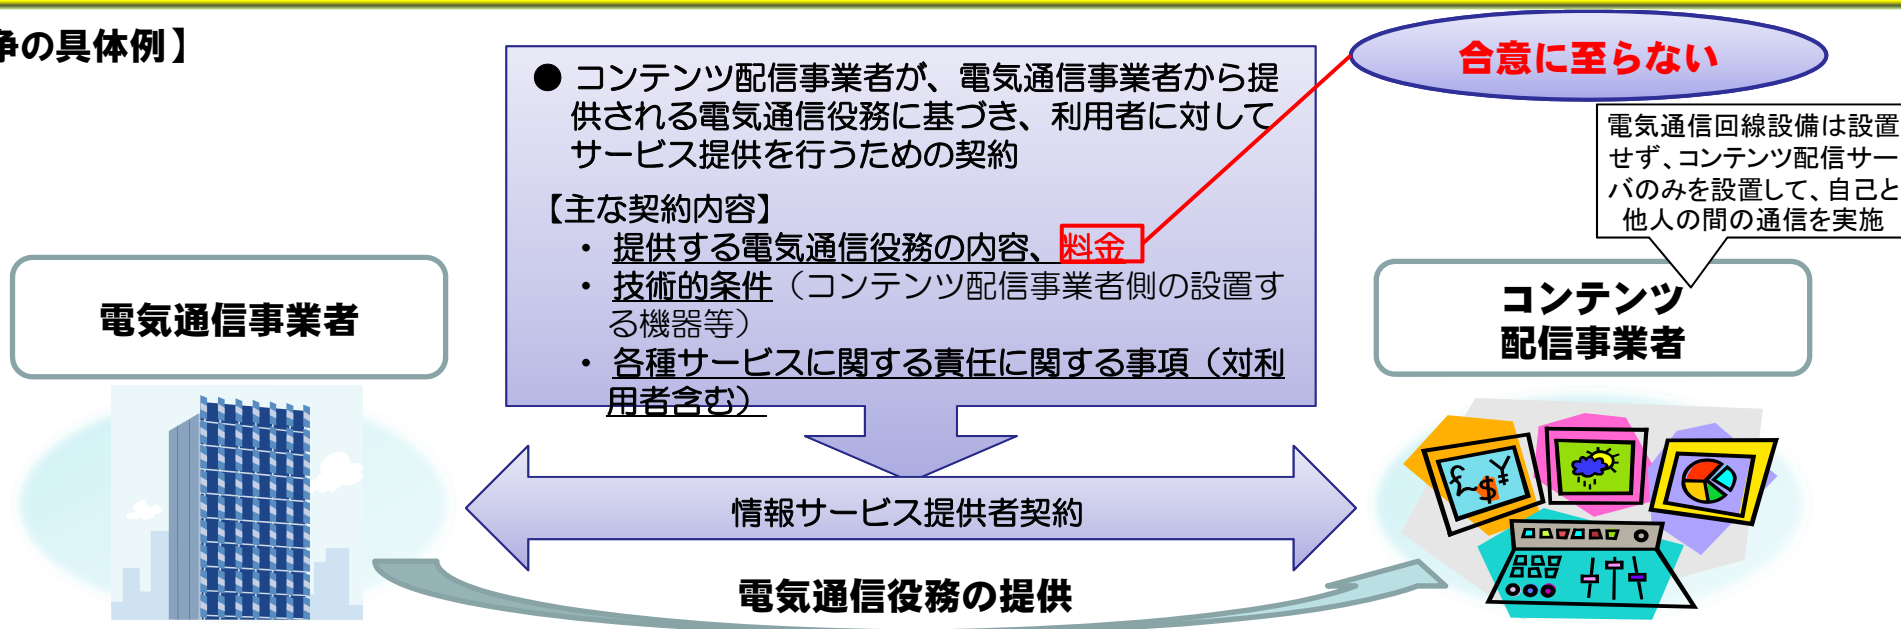 争の具体例】
合意に至らない
● コンテンツ配信事業者が、電気通信事業者から提
供される電気通信役務に基づき、利用者に対して
サービス提供を行うための契約
【主な契約内容】
・ 提供する電気通信役務の内容、料金
・ 技術的条件（コンテンツ配信事業者側の設置す
る機器等）
・ 各種サービスに関する責任に関する事項（対利
用者含む）
電気通信回線設備は設置
せず、コンテンツ配信サー
バのみを設置して、自己と
他人の間の通信を実施
電気通信事業者
コンテンツ
配信事業者
情報サービス提供者契約
電気通信役務の提供